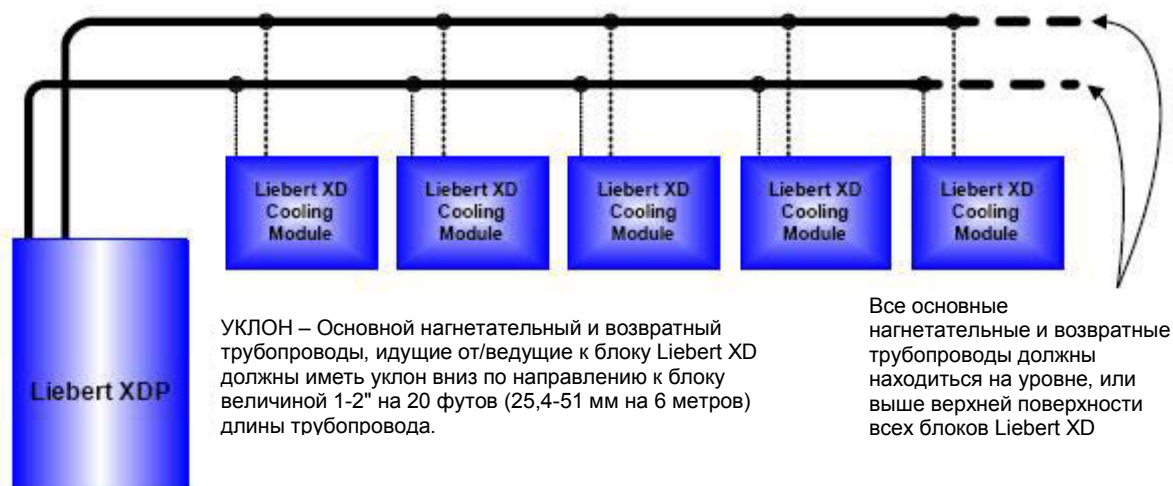 Liebert XD
Cooling
Module
Liebert XD
Cooling
Module
Liebert XD
Cooling
Module
Liebert XD
Cooling
Module
Liebert XD
Cooling
Module
Liebert XDP
УКЛОН – Основной нагнетательный и возвратный
трубопроводы, идущие от/ведущие к блоку Liebert XD
должны иметь уклон вниз по направлению к блоку
величиной 1-2" на 20 футов (25,4-51 мм на 6 метров)
длины трубопровода.
Все основные
нагнетательные и возвратные
трубопроводы должны
находиться на уровне, или
выше верхней поверхности
всех блоков Liebert XD